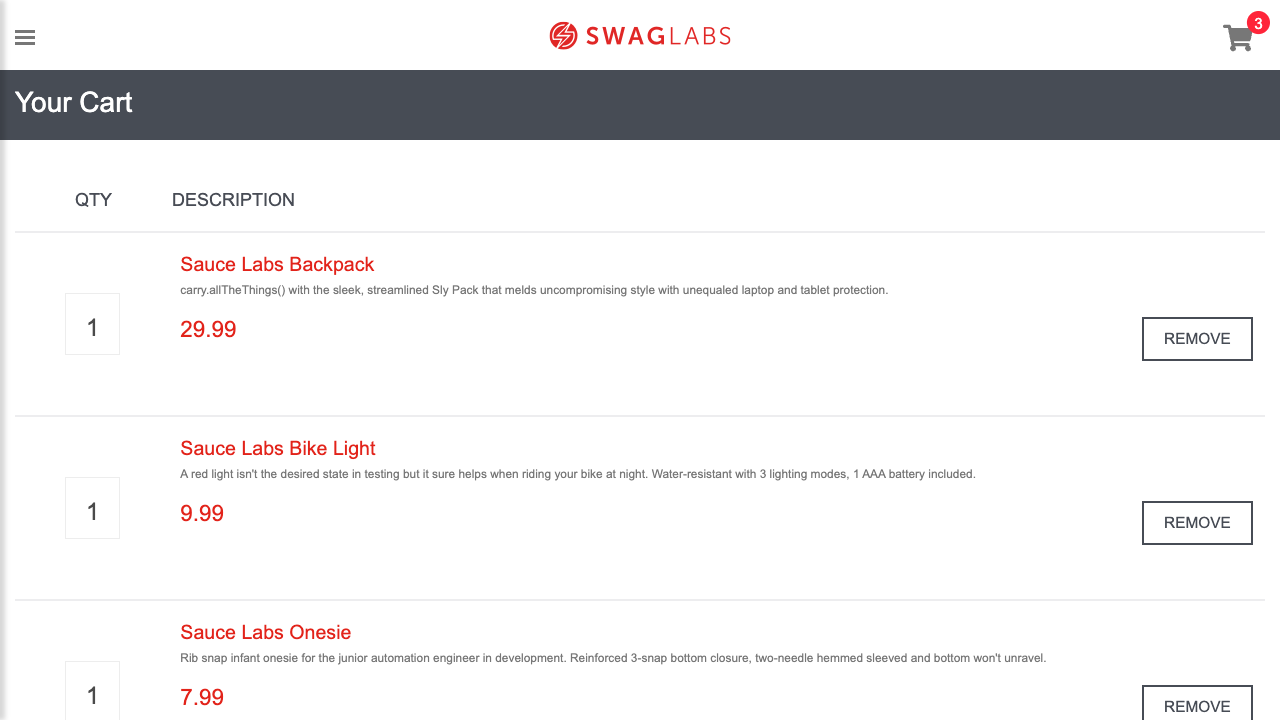 SWAGLABS
3
Your Cart
QTY DESCRIPTION
Sauce Labs Backpack
carry.allTheThings() with the sleek, streamlined Sly Pack that melds uncompromising style with unequaled laptop and tablet protection.
1
29.99
REMOVE
Sauce Labs Bike Light
A red light isn't the desired state in testing but it sure helps when riding your bike at night. Water-resistant with 3 lighting modes, 1 AAA battery included.
1
9.99
REMOVE
Sauce Labs Onesie
Rib snap infant onesie for the junior automation engineer in development. Reinforced 3-snap bottom closure, two-needle hemmed sleeved and bottom won't unravel.
1
7.99
REMOVE